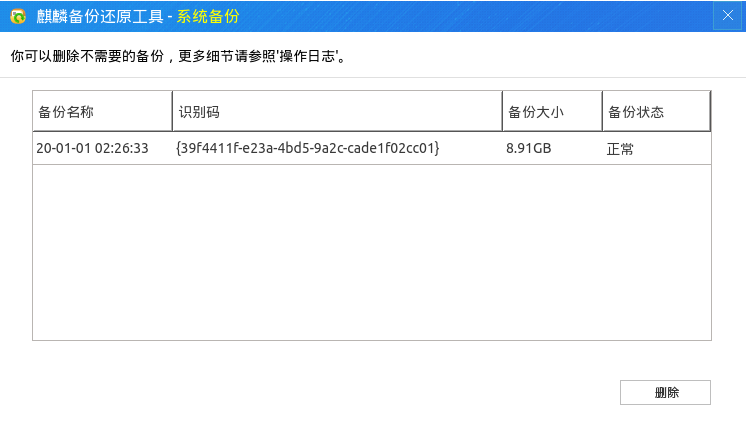 麒麟备份还原工具 - 系统备份
你可以删除不需要的备份，更多细节请参照'操作日志'。
备份名称 识别码 备份大小 备份状态
20-01-01 02:26:33 {39f4411f-e23a-4bd5-9a2c-cade1f02cc01} 8.91GB 正常
删除